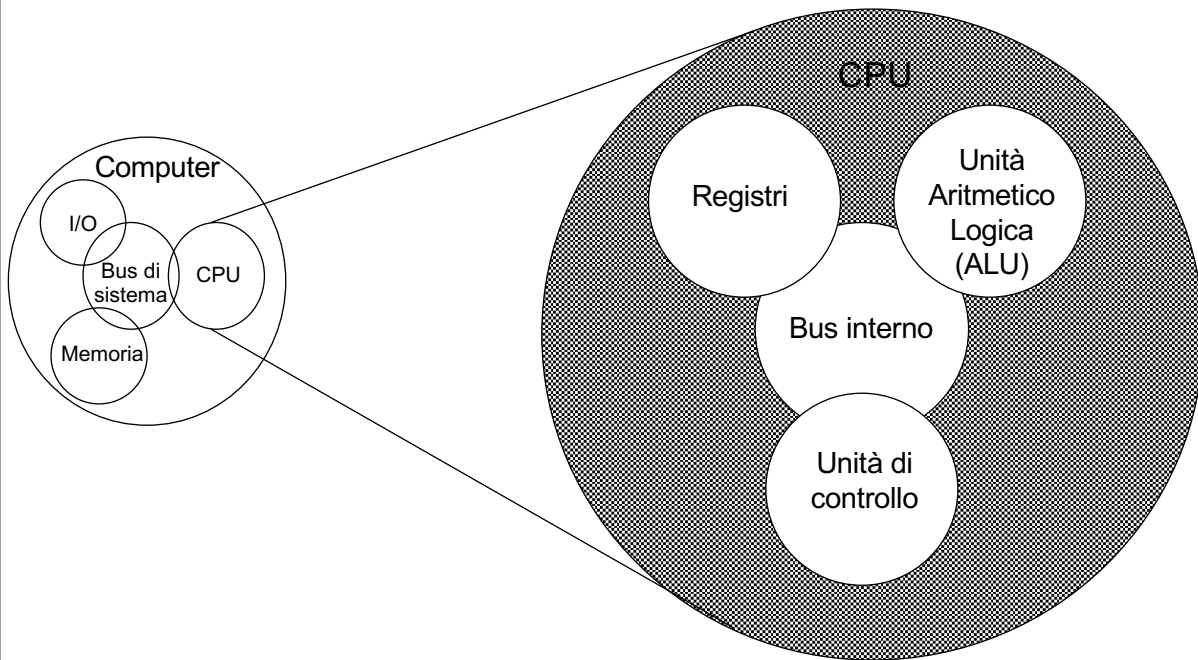 Computer
I/O
Bus di
sistema
CPU
Memoria
CPU
Registri
Unità
Aritmetico
Logica
(ALU)
Bus interno
Unità di
controllo